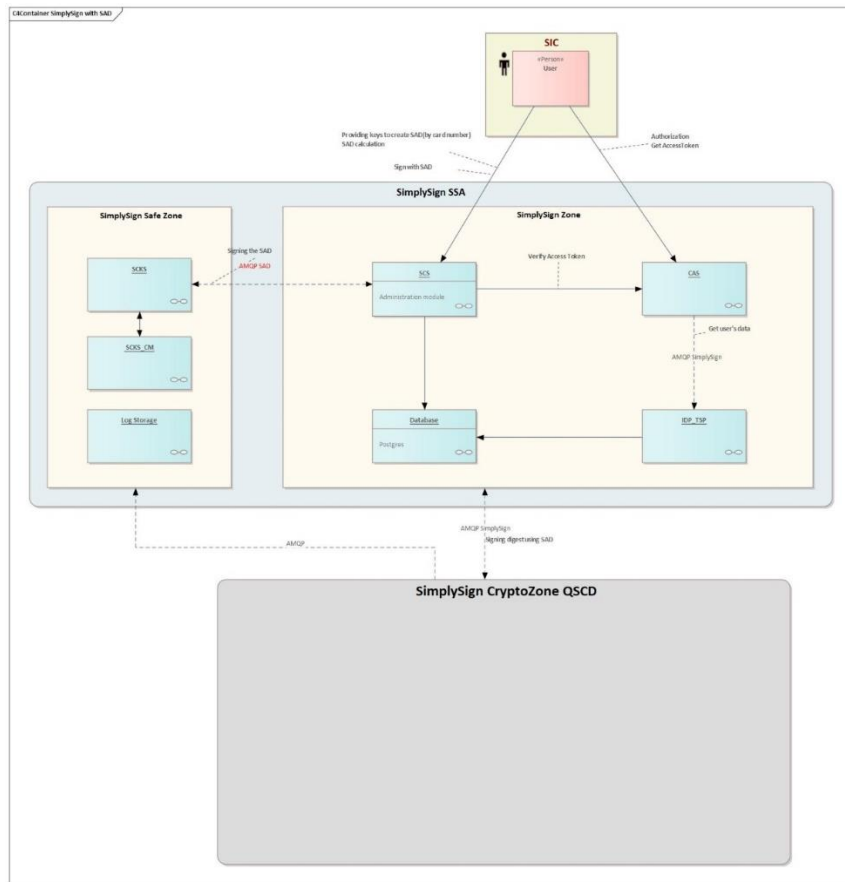 C4Container SimplySign with SAD
SIC
«Person»
User
Providing keys to create SAD(by card number)
SAD calculation
Sign with SAD
Authorization
Get AccessToken
SimplySign SSA
SimplySign Safe Zone
SimplySign Zone
Signing the SAD
AMQP SAD
SCKS
SCS
Administration module
Verify Access Token
CAS
SCKS_CM
Get user's data
AMQP SimplySign
Log Storage
Database
Postgres
IDP_TSP
AMQP
AMQP SimplySign
Signing digest using SAD
SimplySign CryptoZone QSCD